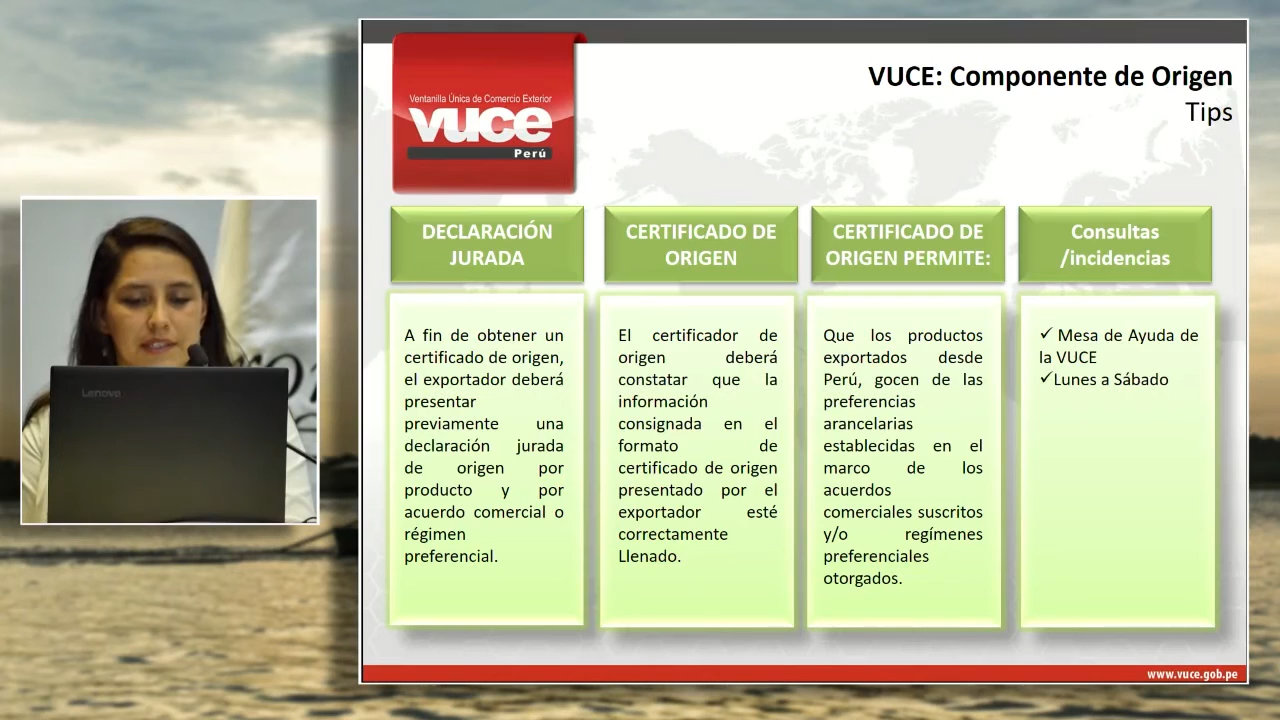 Ventanilla Única de Comercio Exterior
vuce
Perú
VUCE: Componente de Origen
Tips
DECLARACIÓN
JURADA
A fin de obtener un
certificado de origen,
el exportador deberá
presentar
previamente una
declaración jurada
de origen por
producto y por
acuerdo comercial o
régimen
preferencial.
CERTIFICADO DE
ORIGEN
El certificador de
origen deberá
constatar que la
información
consignada en el
formato de
certificado de origen
presentado por el
exportador esté
correctamente
Llenado.
CERTIFICADO DE
ORIGEN PERMITE:
Que los productos
exportados desde
Perú, gocen de las
preferencias
arancelarias
establecidas en el
marco de los
acuerdos
comerciales suscritos
y/o regímenes
preferenciales
otorgados.
Consultas
/incidencias
✓ Mesa de Ayuda de
la VUCE
✓Lunes a Sábado
www.vuce.gob.pe
Lenovo